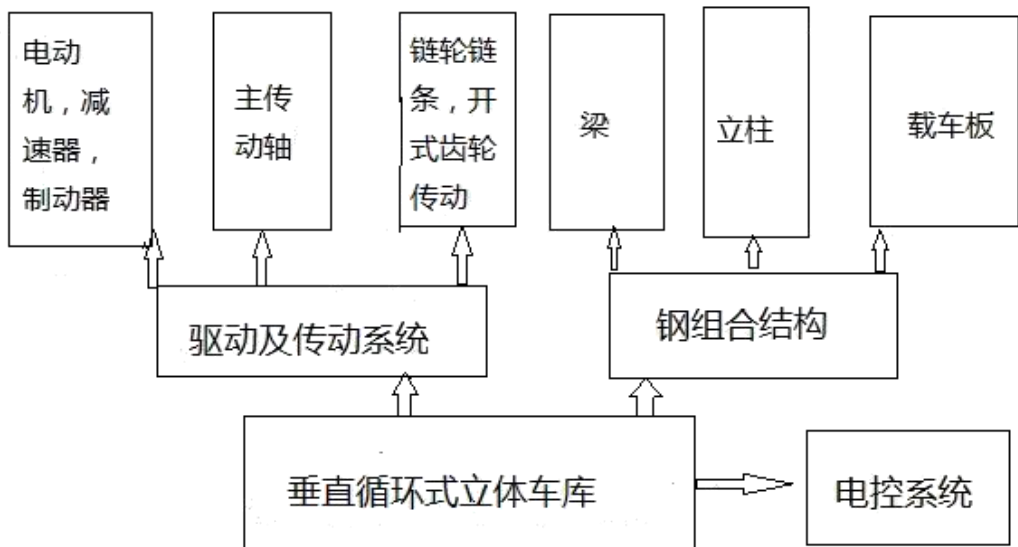 电动
机，减
速器，
制动器
主传
动轴
链轮链
条，开
式齿轮
传动
梁
立柱
载车板
驱动及传动系统
钢组合结构
垂直循环式立体车库
电控系统